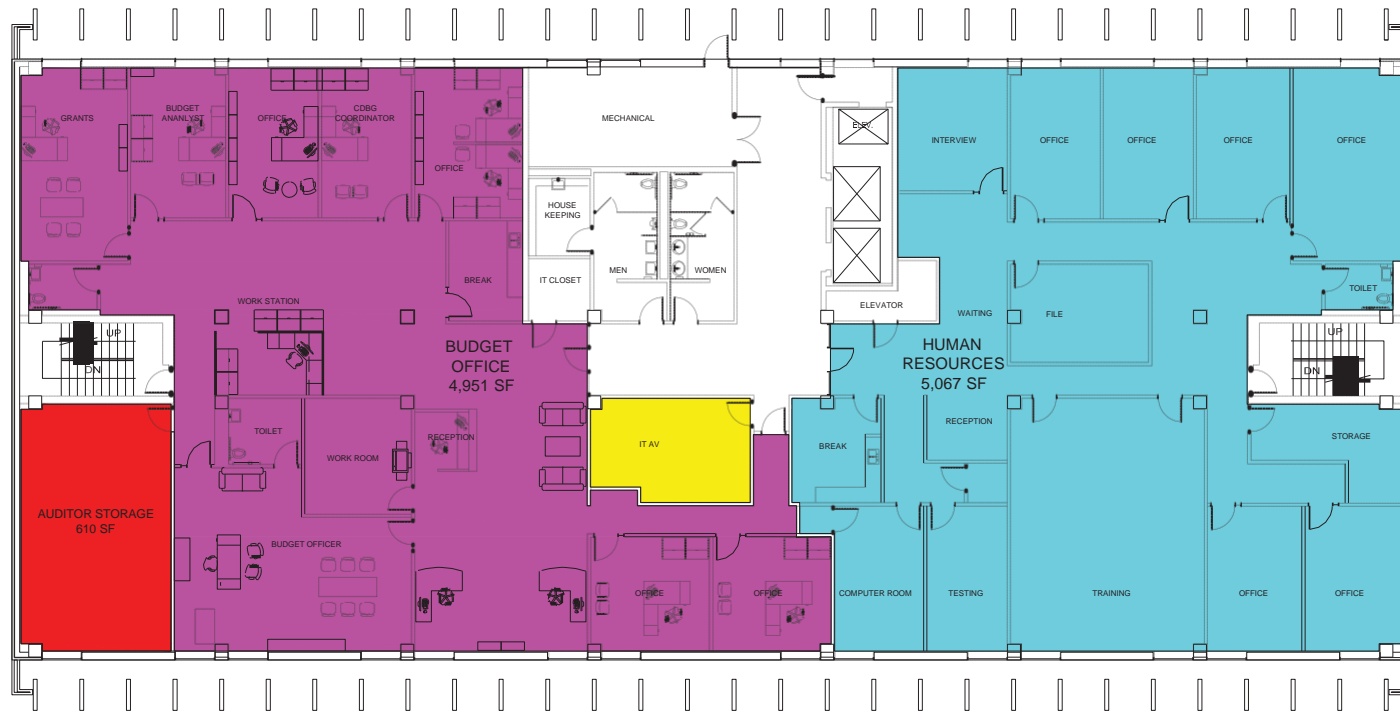 GRANTS
BUDGET
ANANLYST
OFFICE
CDBG
COORDINATOR
OFFICE
MECHANICAL
ELEV.
INTERVIEW
OFFICE
OFFICE
OFFICE
OFFICE
HOUSE
KEEPING
IT CLOSET
MEN
WOMEN
BREAK
ELEVATOR
WORK STATION
WAITING
FILE
TOILET
UP
DN
BUDGET
OFFICE
4,951 SF
HUMAN
RESOURCES
5,067 SF
UP
DN
TOILET
WORK ROOM
RECEPTION
IT AV
BREAK
RECEPTION
STORAGE
AUDITOR STORAGE
610 SF
BUDGET OFFICER
OFFICE
OFFICE
COMPUTER ROOM
TESTING
TRAINING
OFFICE
OFFICE